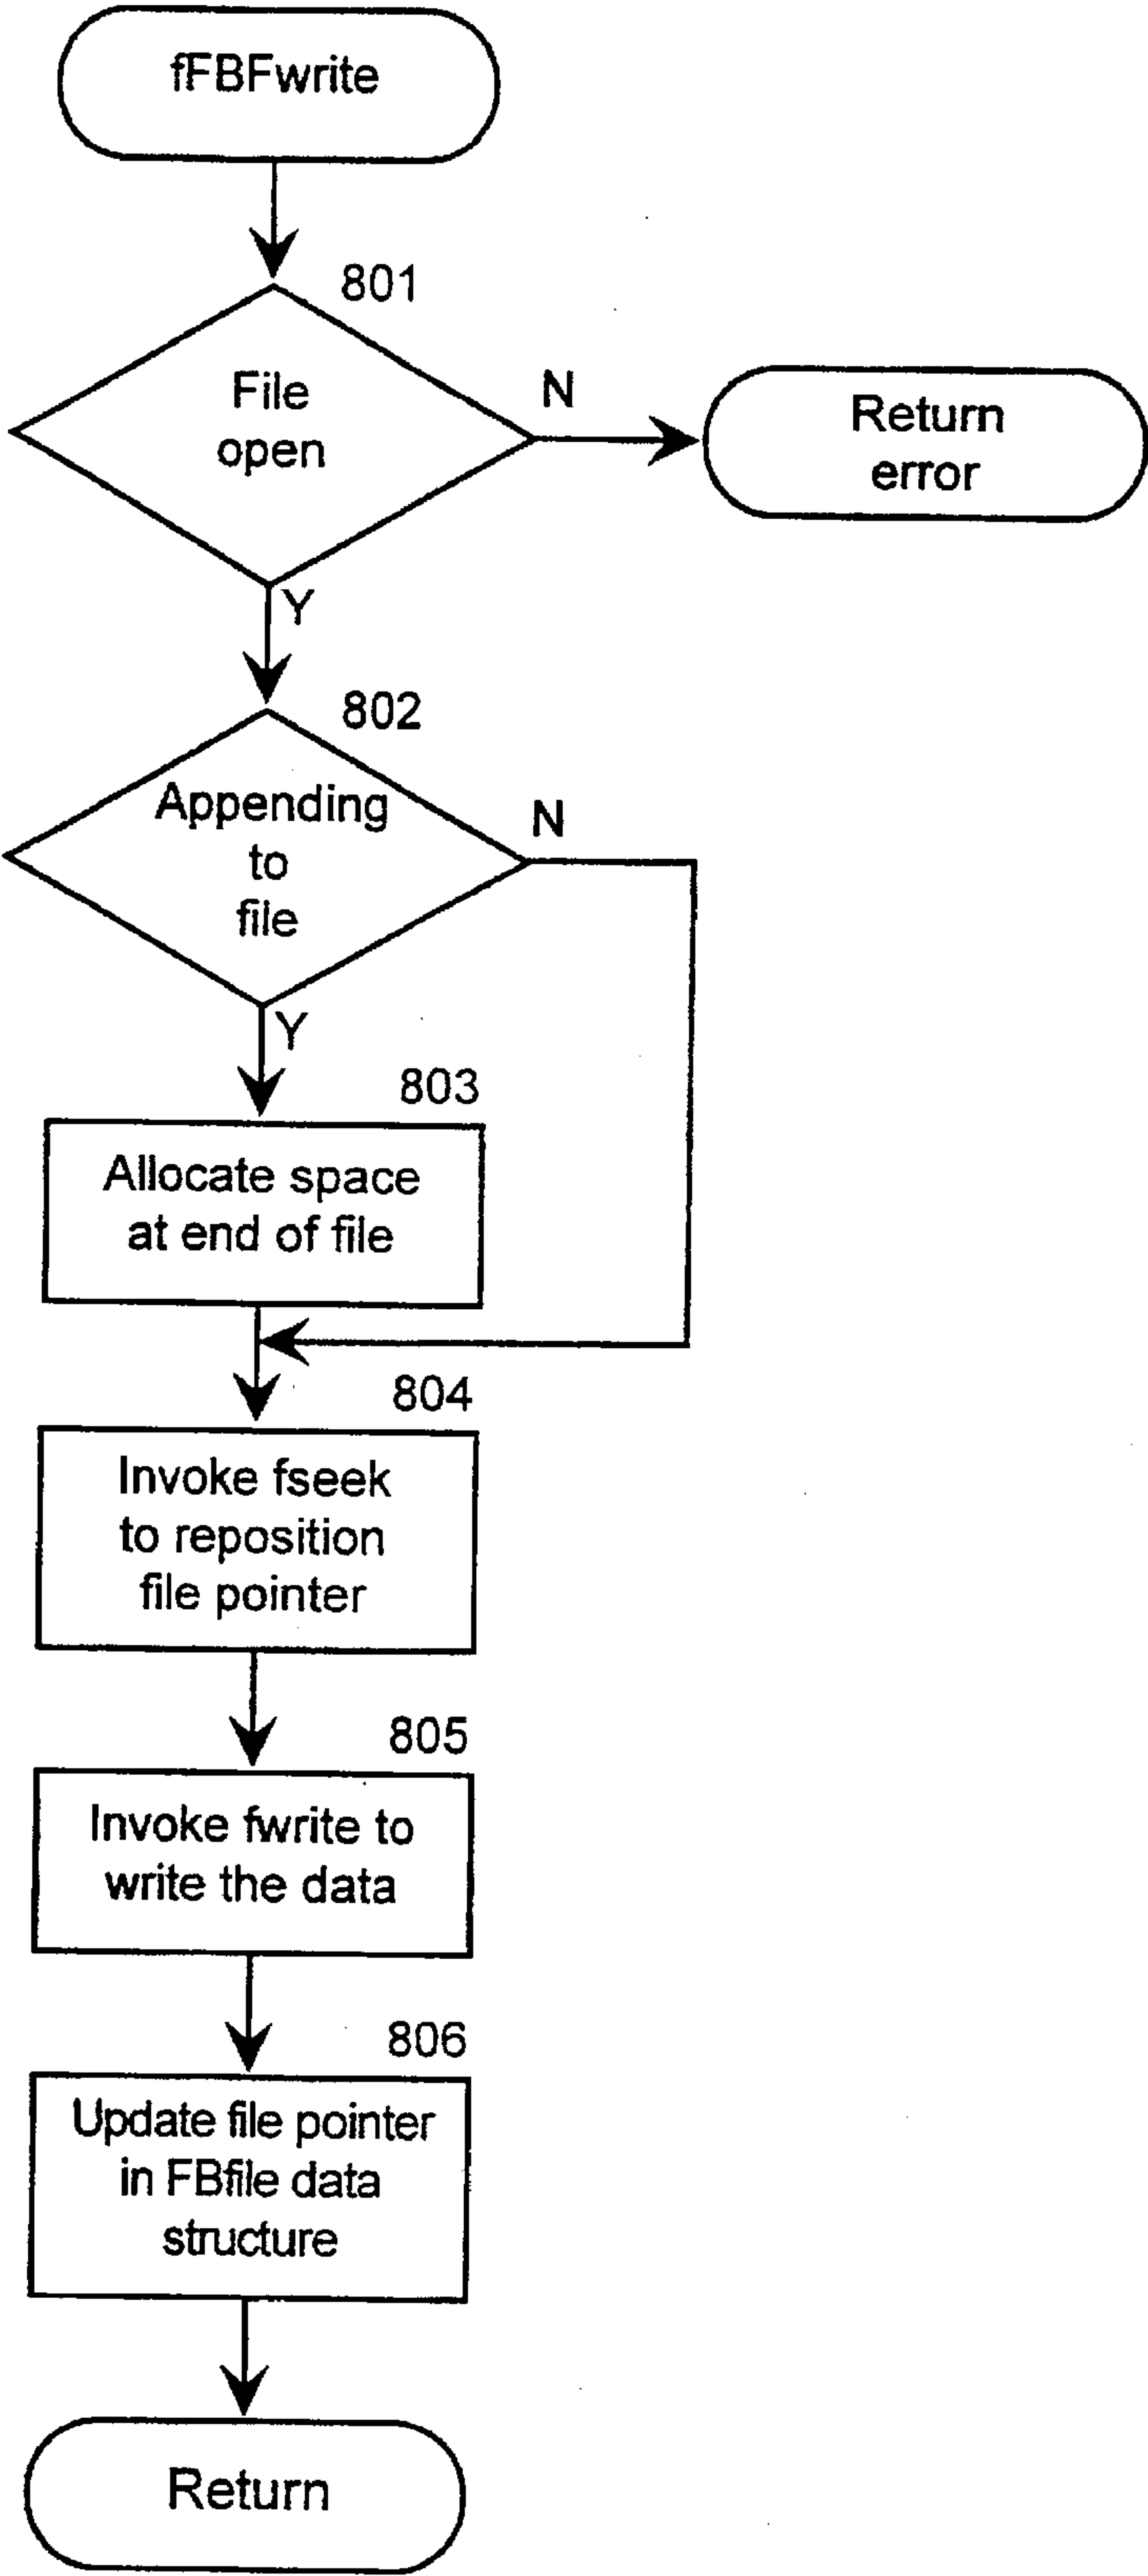 fFBFwrite
801
File
open
N
Return
error
Y
802
Appending
to
file
N
Y
803
Allocate space
at end of file
804
Invoke fseek
to reposition
file pointer
805
Invoke fwrite to
write the data
806
Update file pointer
in FBfile data
structure
Return